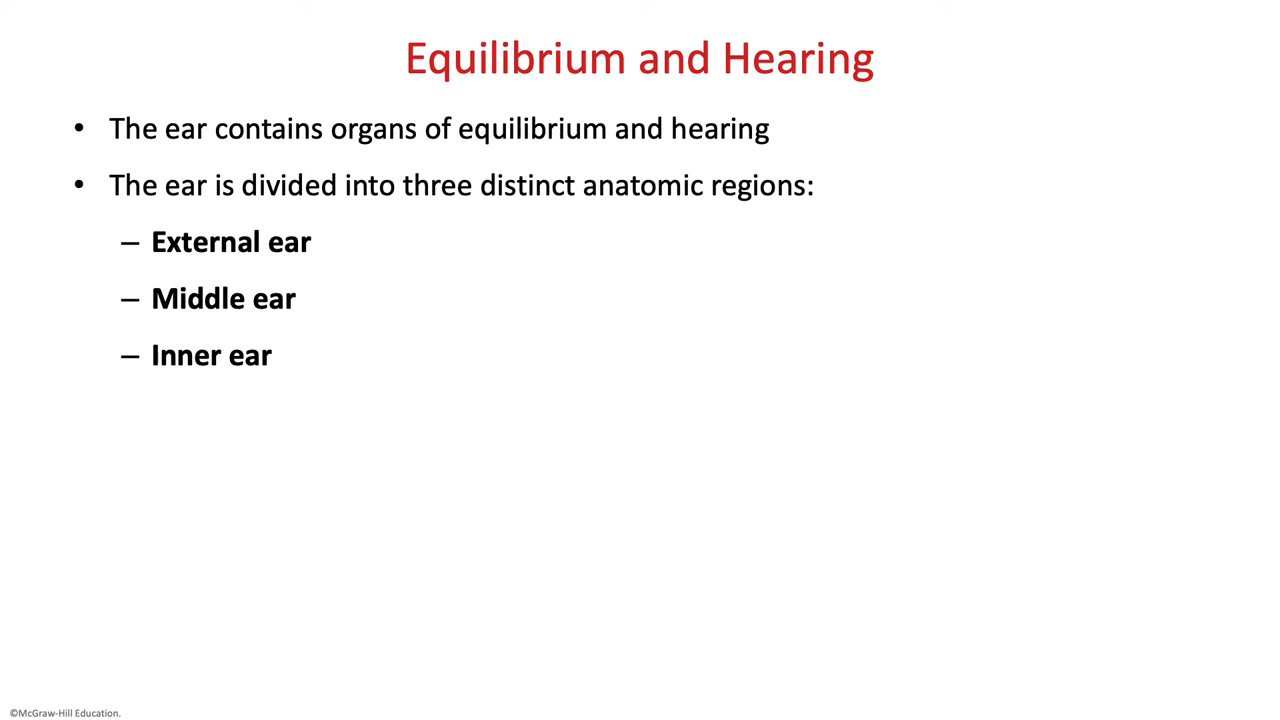 Equilibrium and Hearing
• The ear contains organs of equilibrium and hearing
• The ear is divided into three distinct anatomic regions:
– External ear
– Middle ear
– Inner ear
©McGraw-Hill Education.